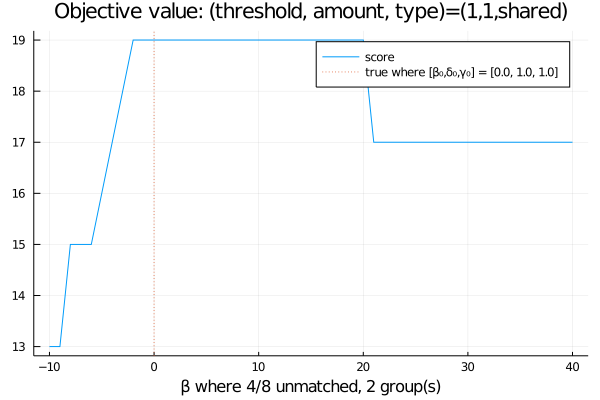 Objective value: (threshold, amount, type)=(1,1,shared)
19
18
17
16
15
14
13
score
true where [β₀,δ₀,γ₀] = [0.0, 1.0, 1.0]
−10 0 10 20 30 40
β where 4/8 unmatched, 2 group(s)